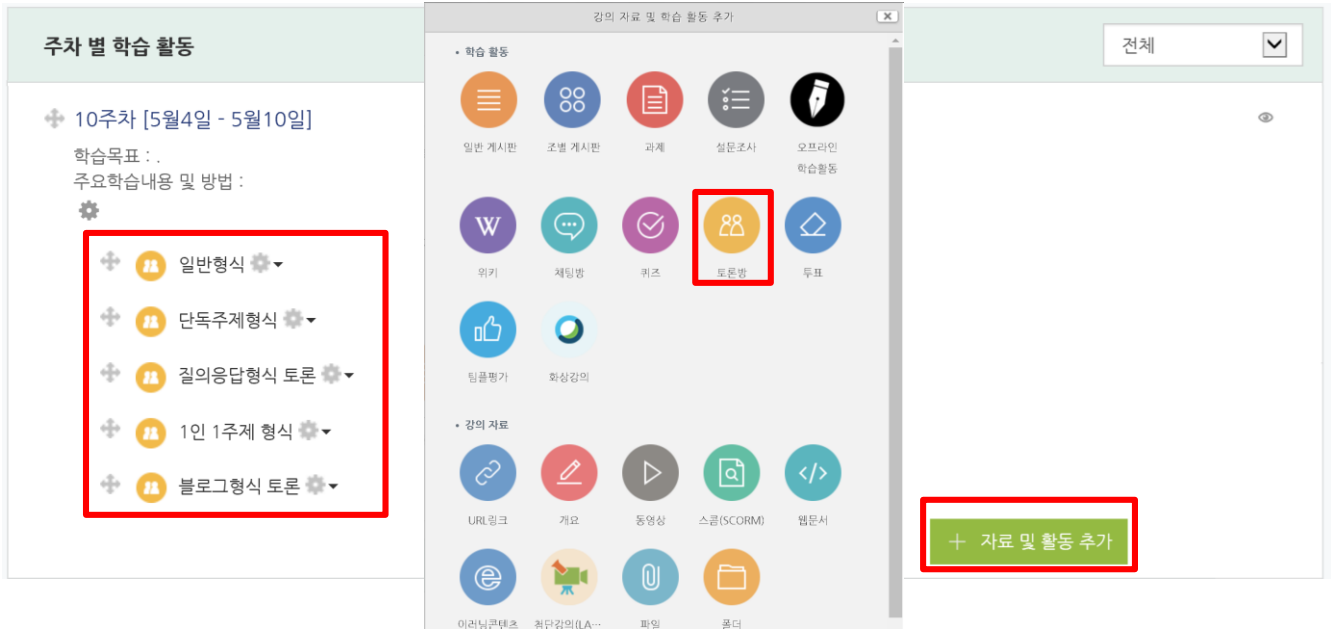 주차 별 학습 활동
전체
10주차 [5월4일 - 5월10일]
학습목표 : .
주요학습내용 및 방법 :
일반형식
단독주제형식
질의응답형식 토론
1인 1주제 형식
블로그형식 토론
강의 자료 및 학습 활동 추가
• 학습 활동
일반 게시판 조별 게시판 과제 설문조사 오프라인
학습활동
W
위키 채팅방 퀴즈 토론방 투표
팀플평가 화상강의
• 강의 자료
</>
URL링크 개요 동영상 스콤(SCORM) 웹문서
이러닝콘텐츠 첨단강의(LA… 파일 폴더
+ 자료 및 활동 추가